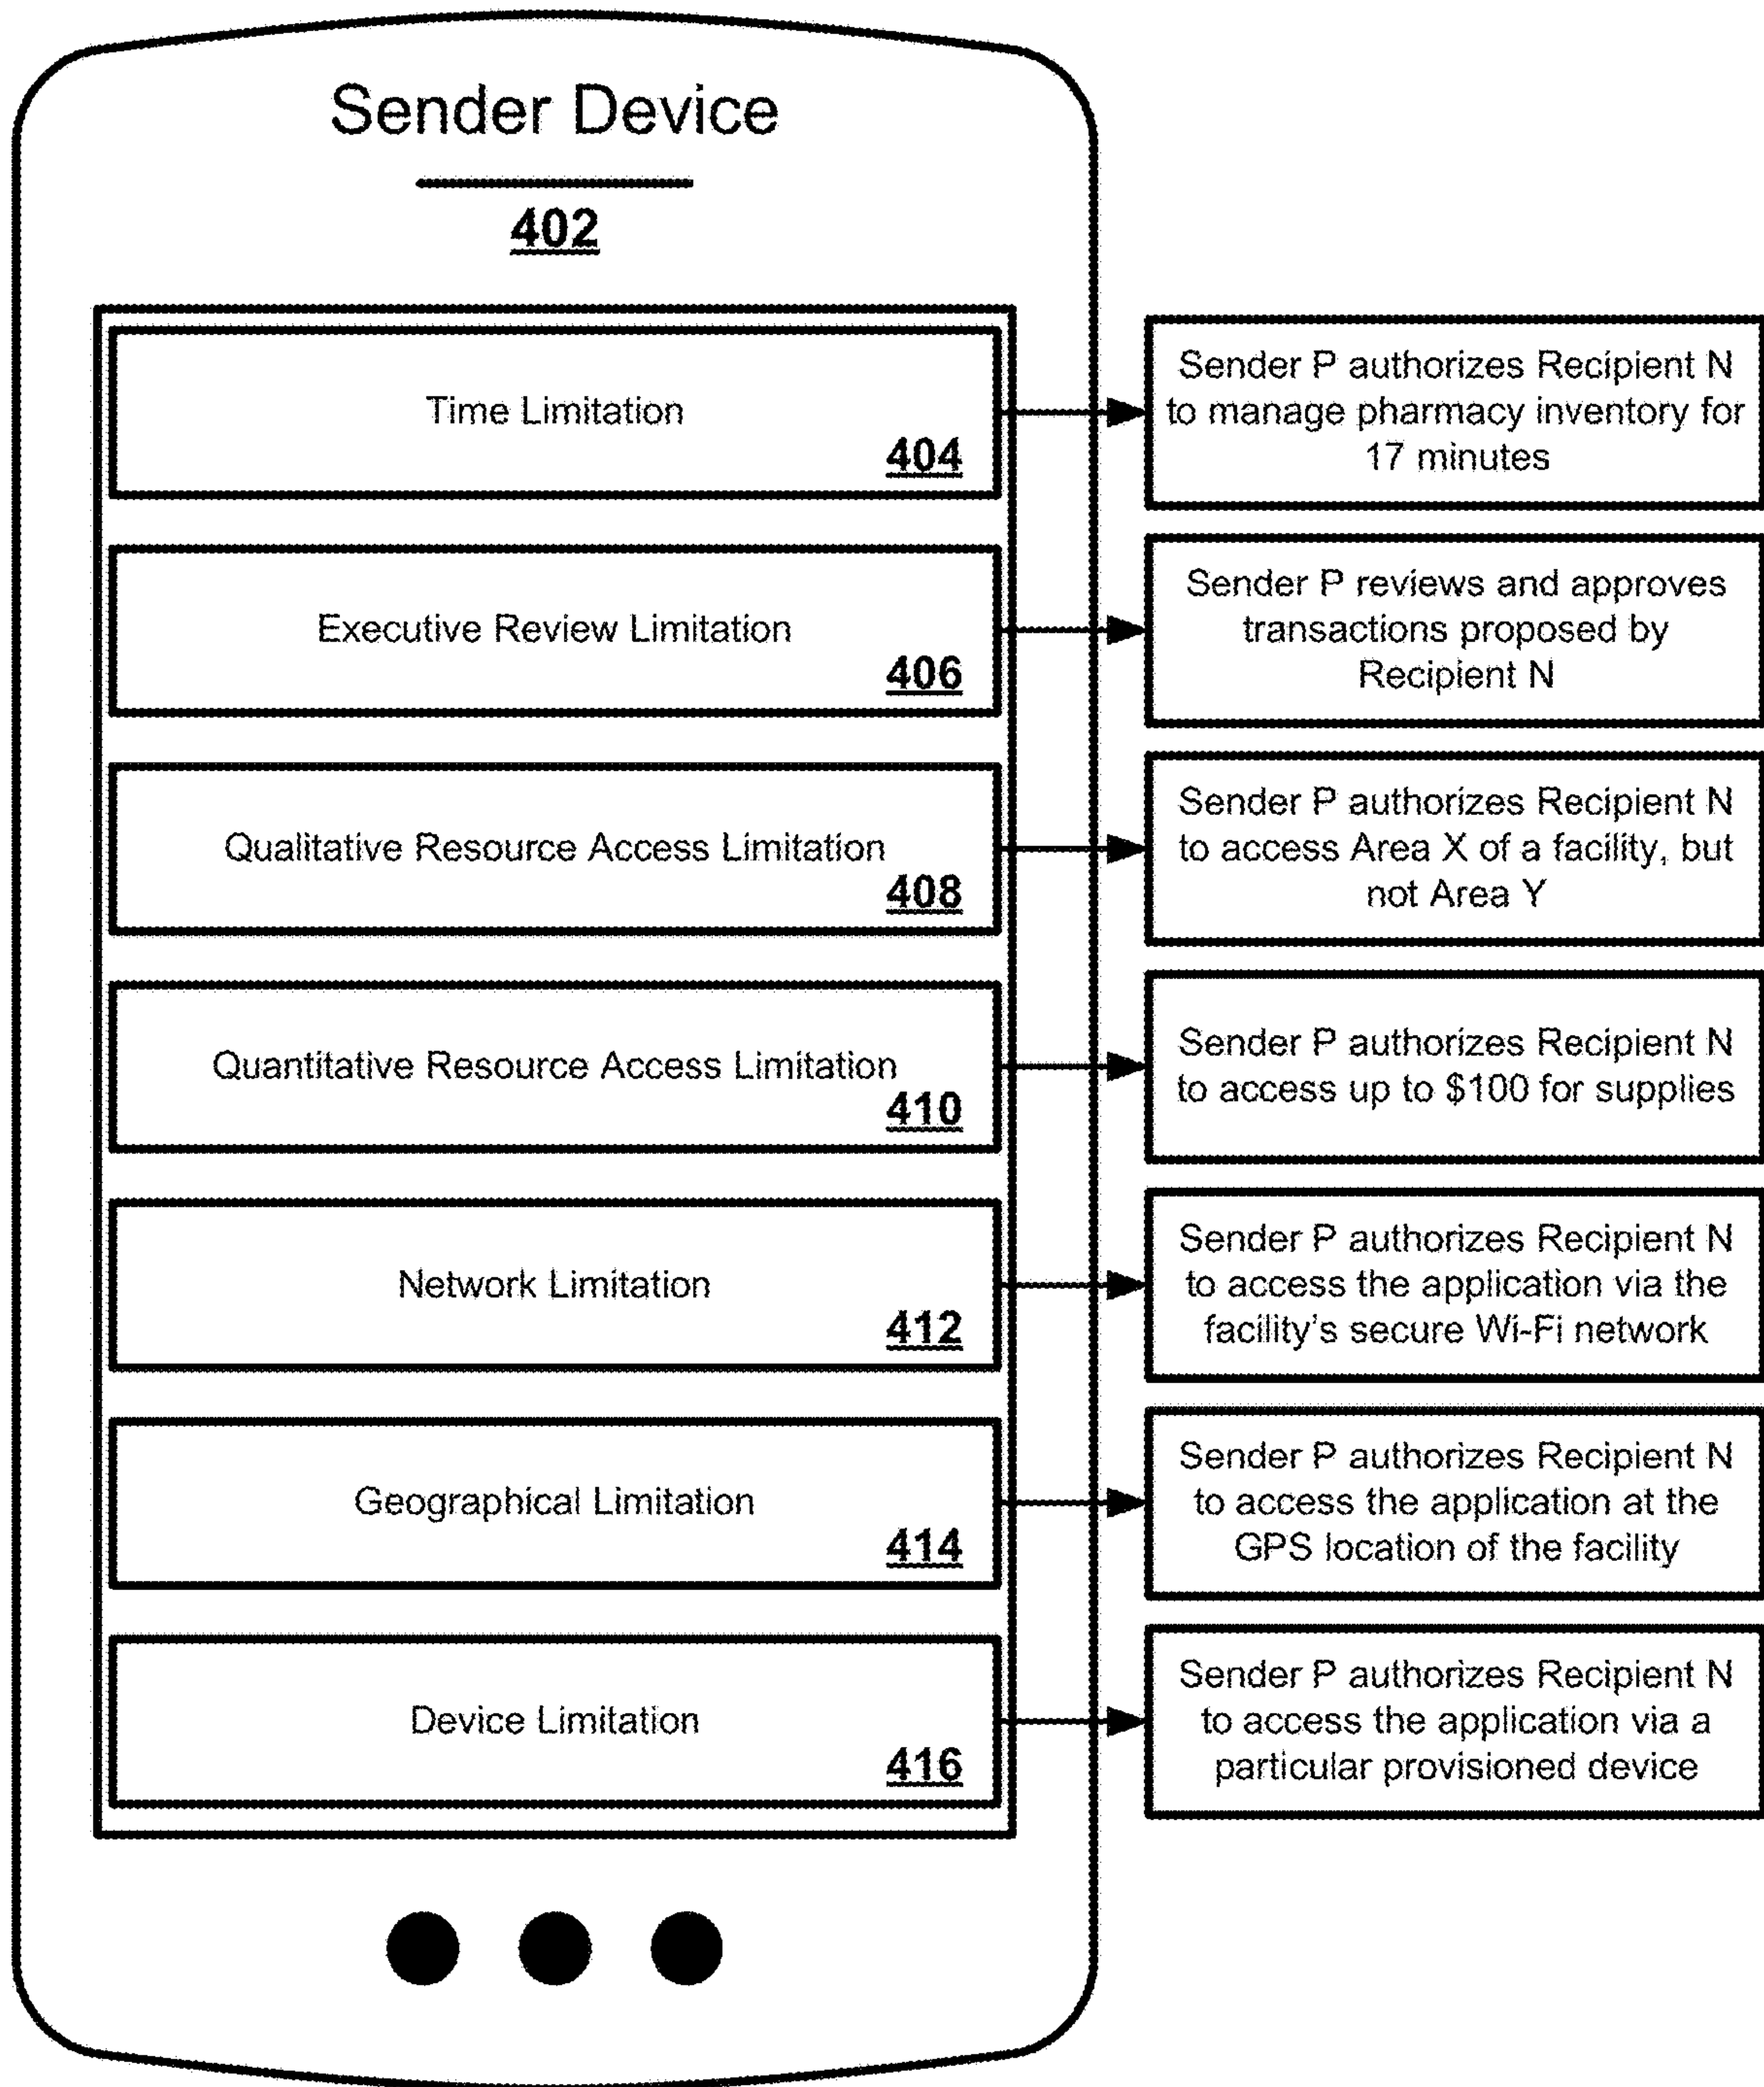 Sender Device
402
Time Limitation
404
Sender P authorizes Recipient N
to manage pharmacy inventory for
17 minutes
Executive Review Limitation
406
Sender P reviews and approves
transactions proposed by
Recipient N
Qualitative Resource Access Limitation
408
Sender P authorizes Recipient N
to access Area X of a facility, but
not Area Y
Quantitative Resource Access Limitation
410
Sender P authorizes Recipient N
to access up to $100 for supplies
Network Limitation
412
Sender P authorizes Recipient N
to access the application via the
facility's secure Wi-Fi network
Geographical Limitation
414
Sender P authorizes Recipient N
to access the application at the
GPS location of the facility
Device Limitation
416
Sender P authorizes Recipient N
to access the application via a
particular provisioned device